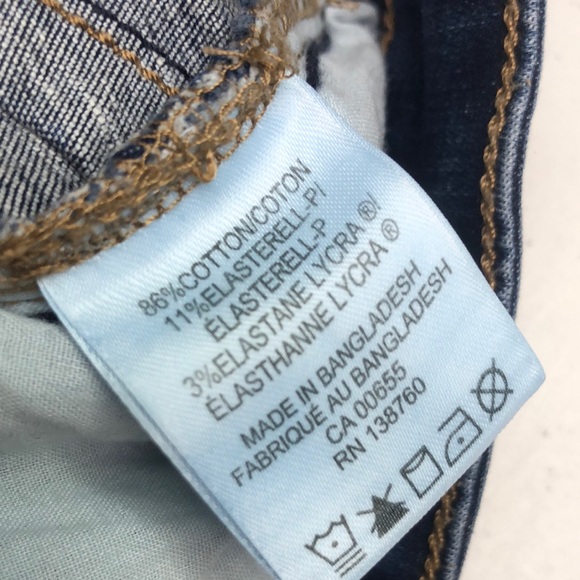 86%COTTON/COTON
11%ELASTERELL-P/
ÉLASTERELL-P
3%ELASTANE LYCRA ®/
ÉLASTHANNE LYCRA ®
MADE IN BANGLADESH
FABRIQUÉ AU BANGLADESH
CA 00655
RN 138760